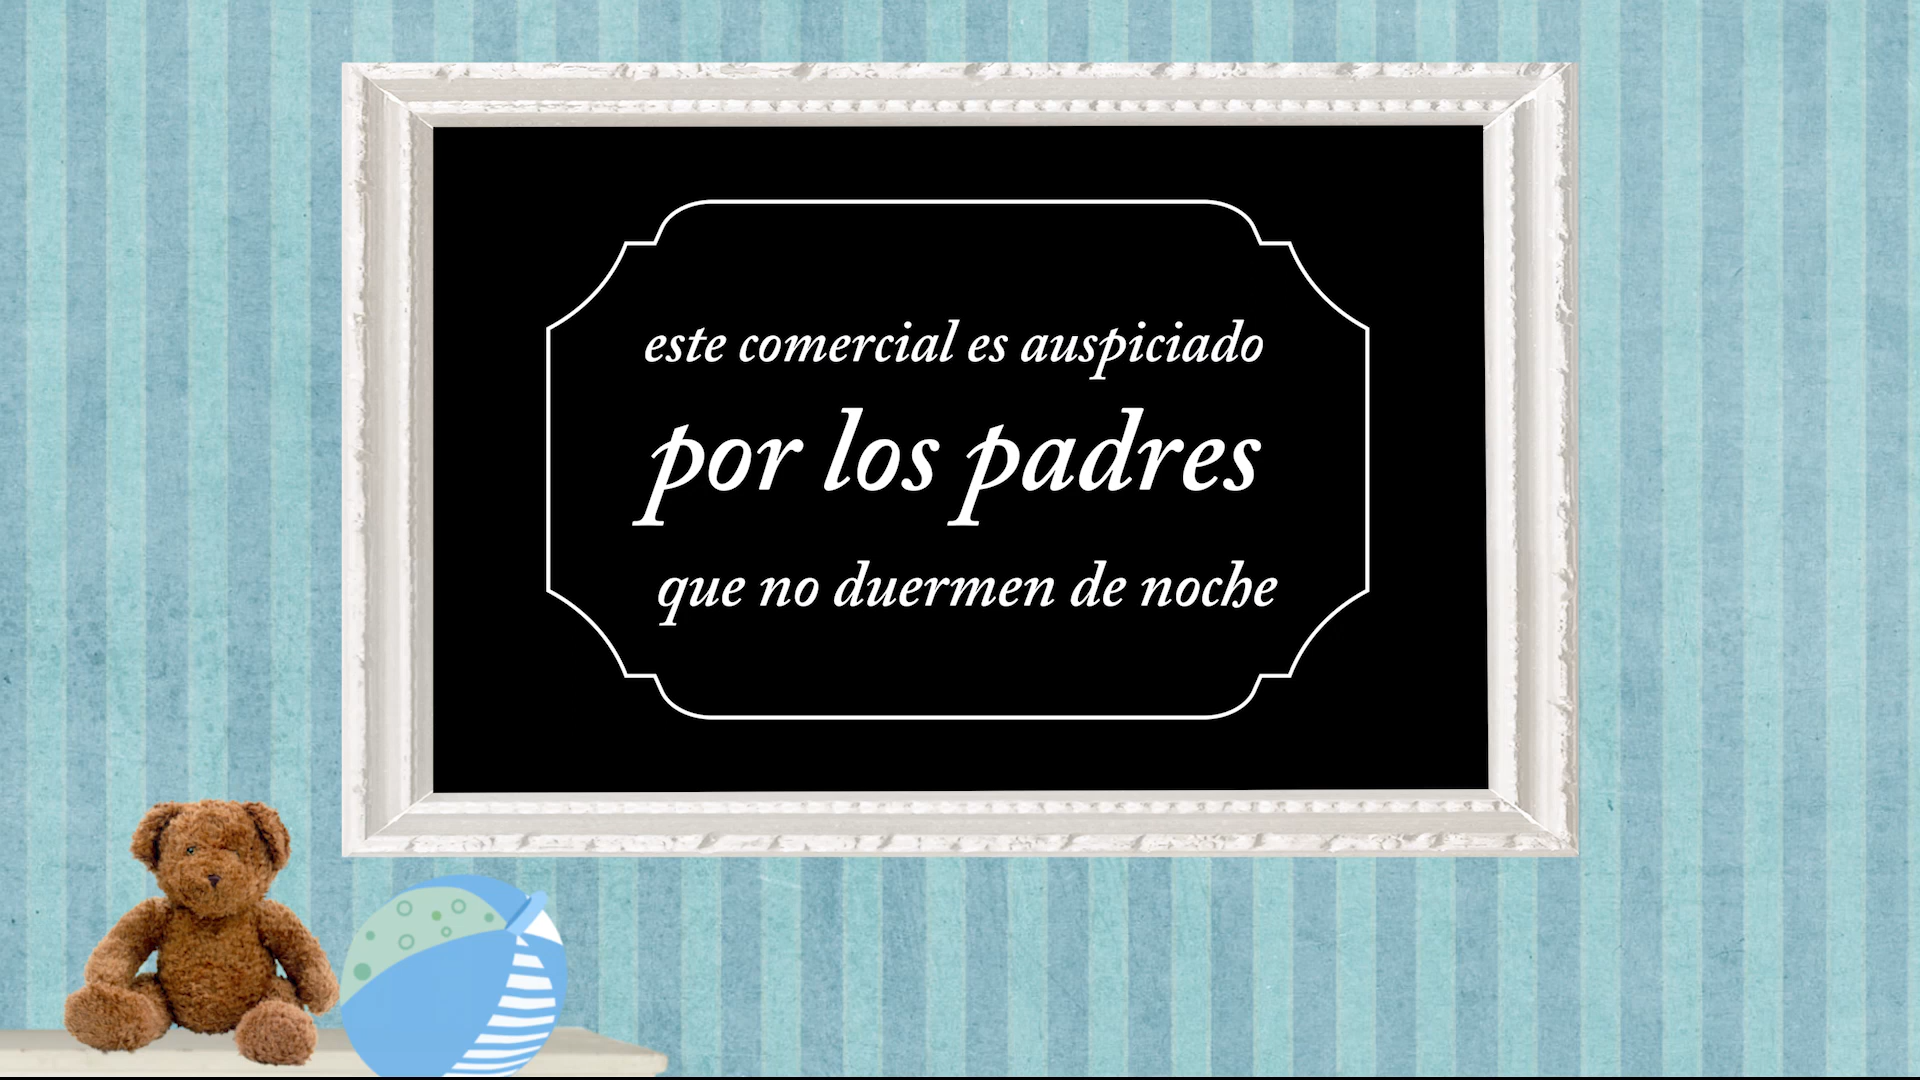 este comercial es auspiciado
por los padres
que no duermen de noche